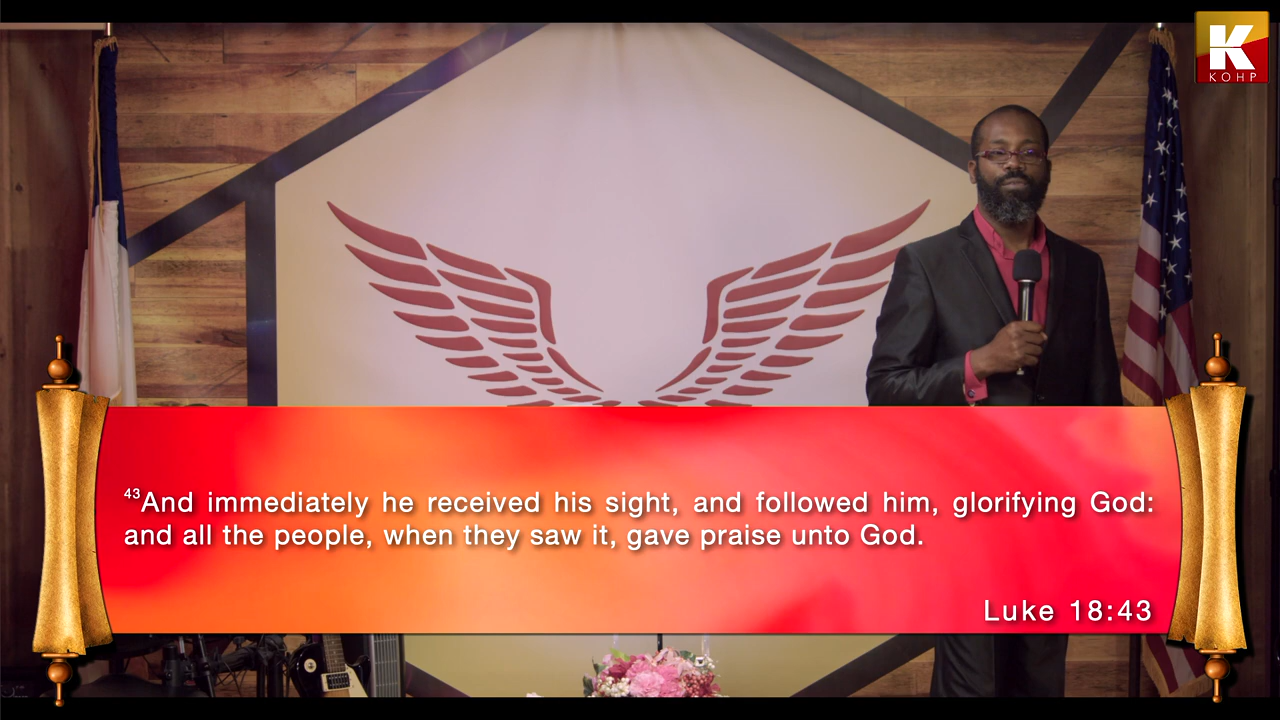 K
KOHP
43And immediately he received his sight, and followed him, glorifying God:
and all the people, when they saw it, gave praise unto God.
Luke 18:43